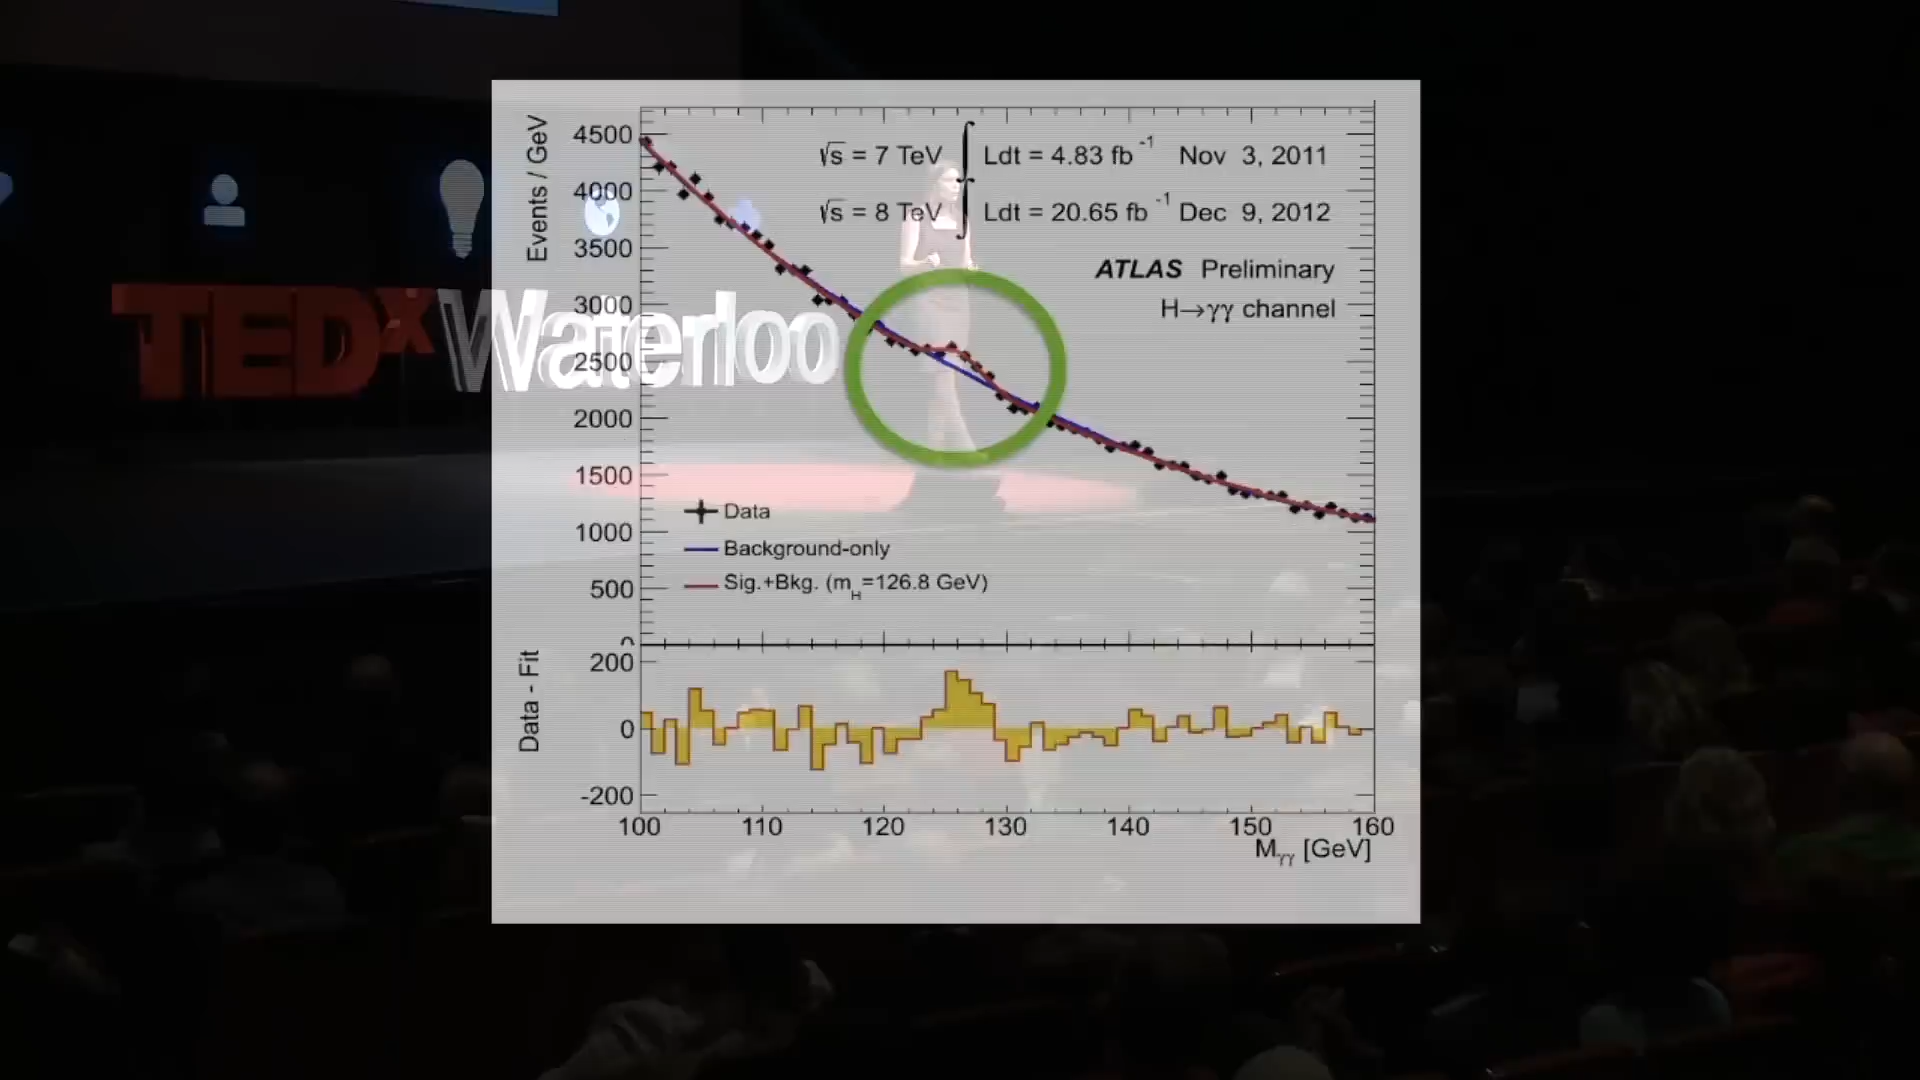 TEDxWaterloo
Events / GeV
4500
4000
3500
3000
2500
2000
1500
1000
500
0
√s = 7 TeV ∫ Ldt = 4.83 fb⁻¹ Nov 3, 2011
√s = 8 TeV ∫ Ldt = 20.65 fb⁻¹ Dec 9, 2012
ATLAS Preliminary
H→γγ channel
Data
Background-only
Sig.+Bkg. (mH=126.8 GeV)
Data - Fit
200
0
-200
100 110 120 130 140 150 160
Mγγ [GeV]